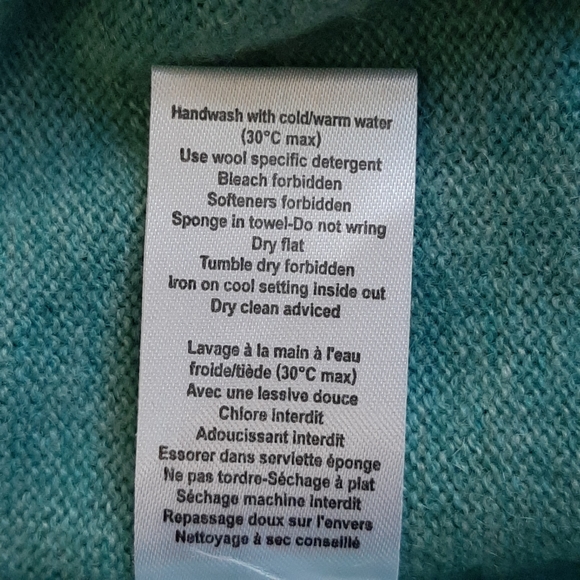 Handwash with cold/warm water
(30°C max)
Use wool specific detergent
Bleach forbidden
Softeners forbidden
Sponge in towel-Do not wring
Dry flat
Tumble dry forbidden
Iron on cool setting inside out
Dry clean adviced
Lavage à la main à l'eau
froide/tiède (30°C max)
Avec une lessive douce
Chlore interdit
Adoucissant interdit
Essorer dans serviette éponge
Ne pas tordre-Séchage à plat
Séchage machine interdit
Repassage doux sur l'envers
Nettoyage à sec conseillé